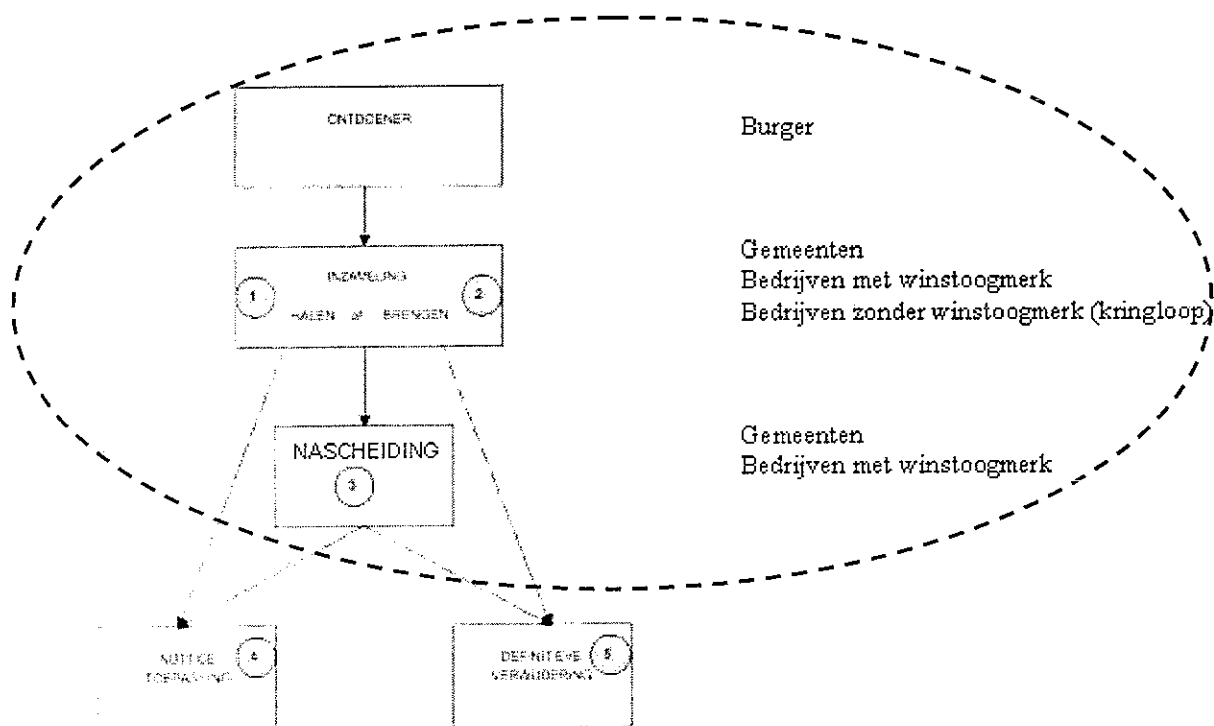 ONTDOENER
Burger
Gemeenten
INZAMELING
Bedrijven met winstoogmerk
1
2
HALEN of BRENGEN
Bedrijven zonder winstoogmerk (kringloop)
Gemeenten
NASCHEIDING
Bedrijven met winstoogmerk
3
NUTTIGE
4
TOEPASSING
DEFINITIEVE
5
VERWIJDERING